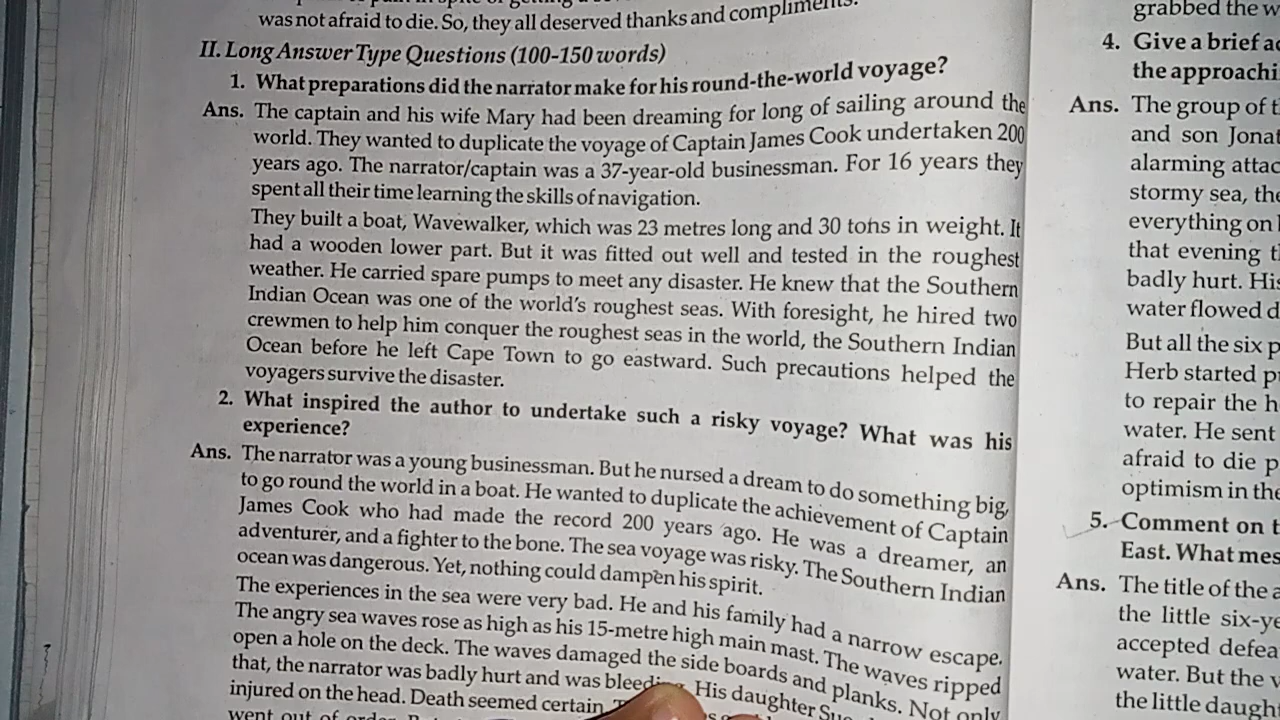 was not afraid to die. So, they all deserved thanks and compliments.
II. Long Answer Type Questions (100-150 words)
1. What preparations did the narrator make for his round-the-world voyage?
Ans. The captain and his wife Mary had been dreaming for long of sailing around the
world. They wanted to duplicate the voyage of Captain James Cook undertaken 200
years ago. The narrator/captain was a 37-year-old businessman. For 16 years they
spent all their time learning the skills of navigation.
They built a boat, Wavewalker, which was 23 metres long and 30 tons in weight. It
had a wooden lower part. But it was fitted out well and tested in the roughest
weather. He carried spare pumps to meet any disaster. He knew that the Southern
Indian Ocean was one of the world's roughest seas. With foresight, he hired two
crewmen to help him conquer the roughest seas in the world, the Southern Indian
Ocean before he left Cape Town to go eastward. Such precautions helped the
voyagers survive the disaster.
2. What inspired the author to undertake such a risky voyage? What was his
experience?
Ans. The narrator was a young businessman. But he nursed a dream to do something big,
to go round the world in a boat. He wanted to duplicate the achievement of Captain
James Cook who had made the record 200 years ago. He was a dreamer, an
adventurer, and a fighter to the bone. The sea voyage was risky. The Southern Indian
ocean was dangerous. Yet, nothing could dampen his spirit.
The experiences in the sea were very bad. He and his family had a narrow escape.
The angry sea waves rose as high as his 15-metre high main mast. The waves ripped
open a hole on the deck. The waves damaged the side boards and planks. Not only
that, the narrator was badly hurt and was His daughter
injured on the head. Death seemed certain.
went out of
grabbed the
4. Give a brief
the
Ans. The group of
and son
alarming
stormy sea,
everything on
that evening
badly hurt.
water flowed
But all the six
Herb started
to repair the
water. He sent
afraid to die
optimism in
5. Comment on
East. What
Ans. The title of the
the little
accepted
water. But the
the little